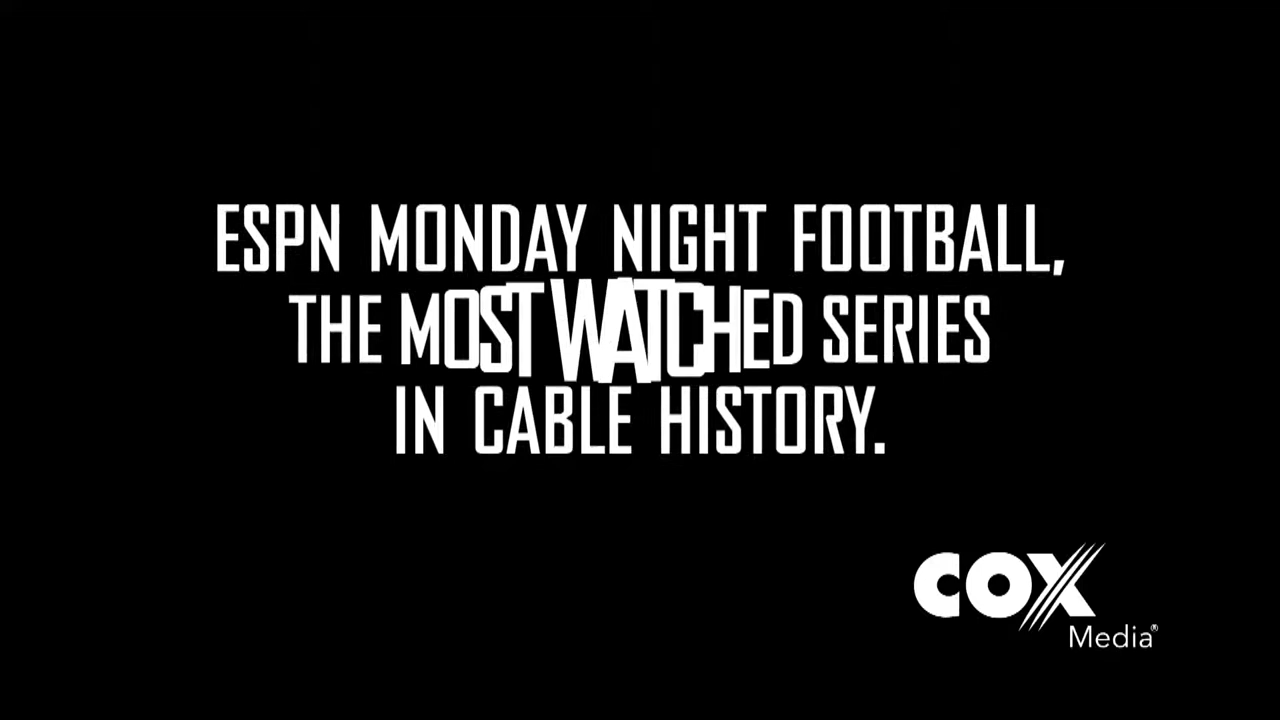 ESPN MONDAY NIGHT FOOTBALL,
THE MOST WATCHED SERIES
IN CABLE HISTORY.
COX
Media®